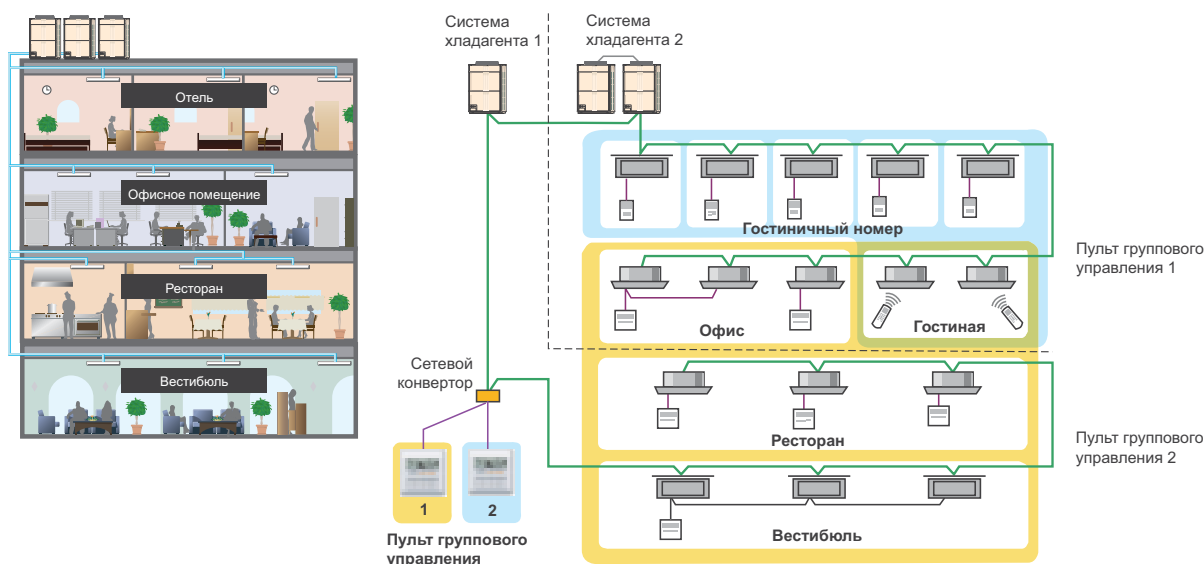 Отель
Офисное помещение
Ресторан
Вестибюль
Система
хладагента 1
Система
хладагента 2
Гостиничный номер
Пульт группового
управления 1
Офис
Гостиная
Сетевой
конвертор
Ресторан
Пульт группового
управления 2
Вестибюль
1
2
Пульт группового
управления